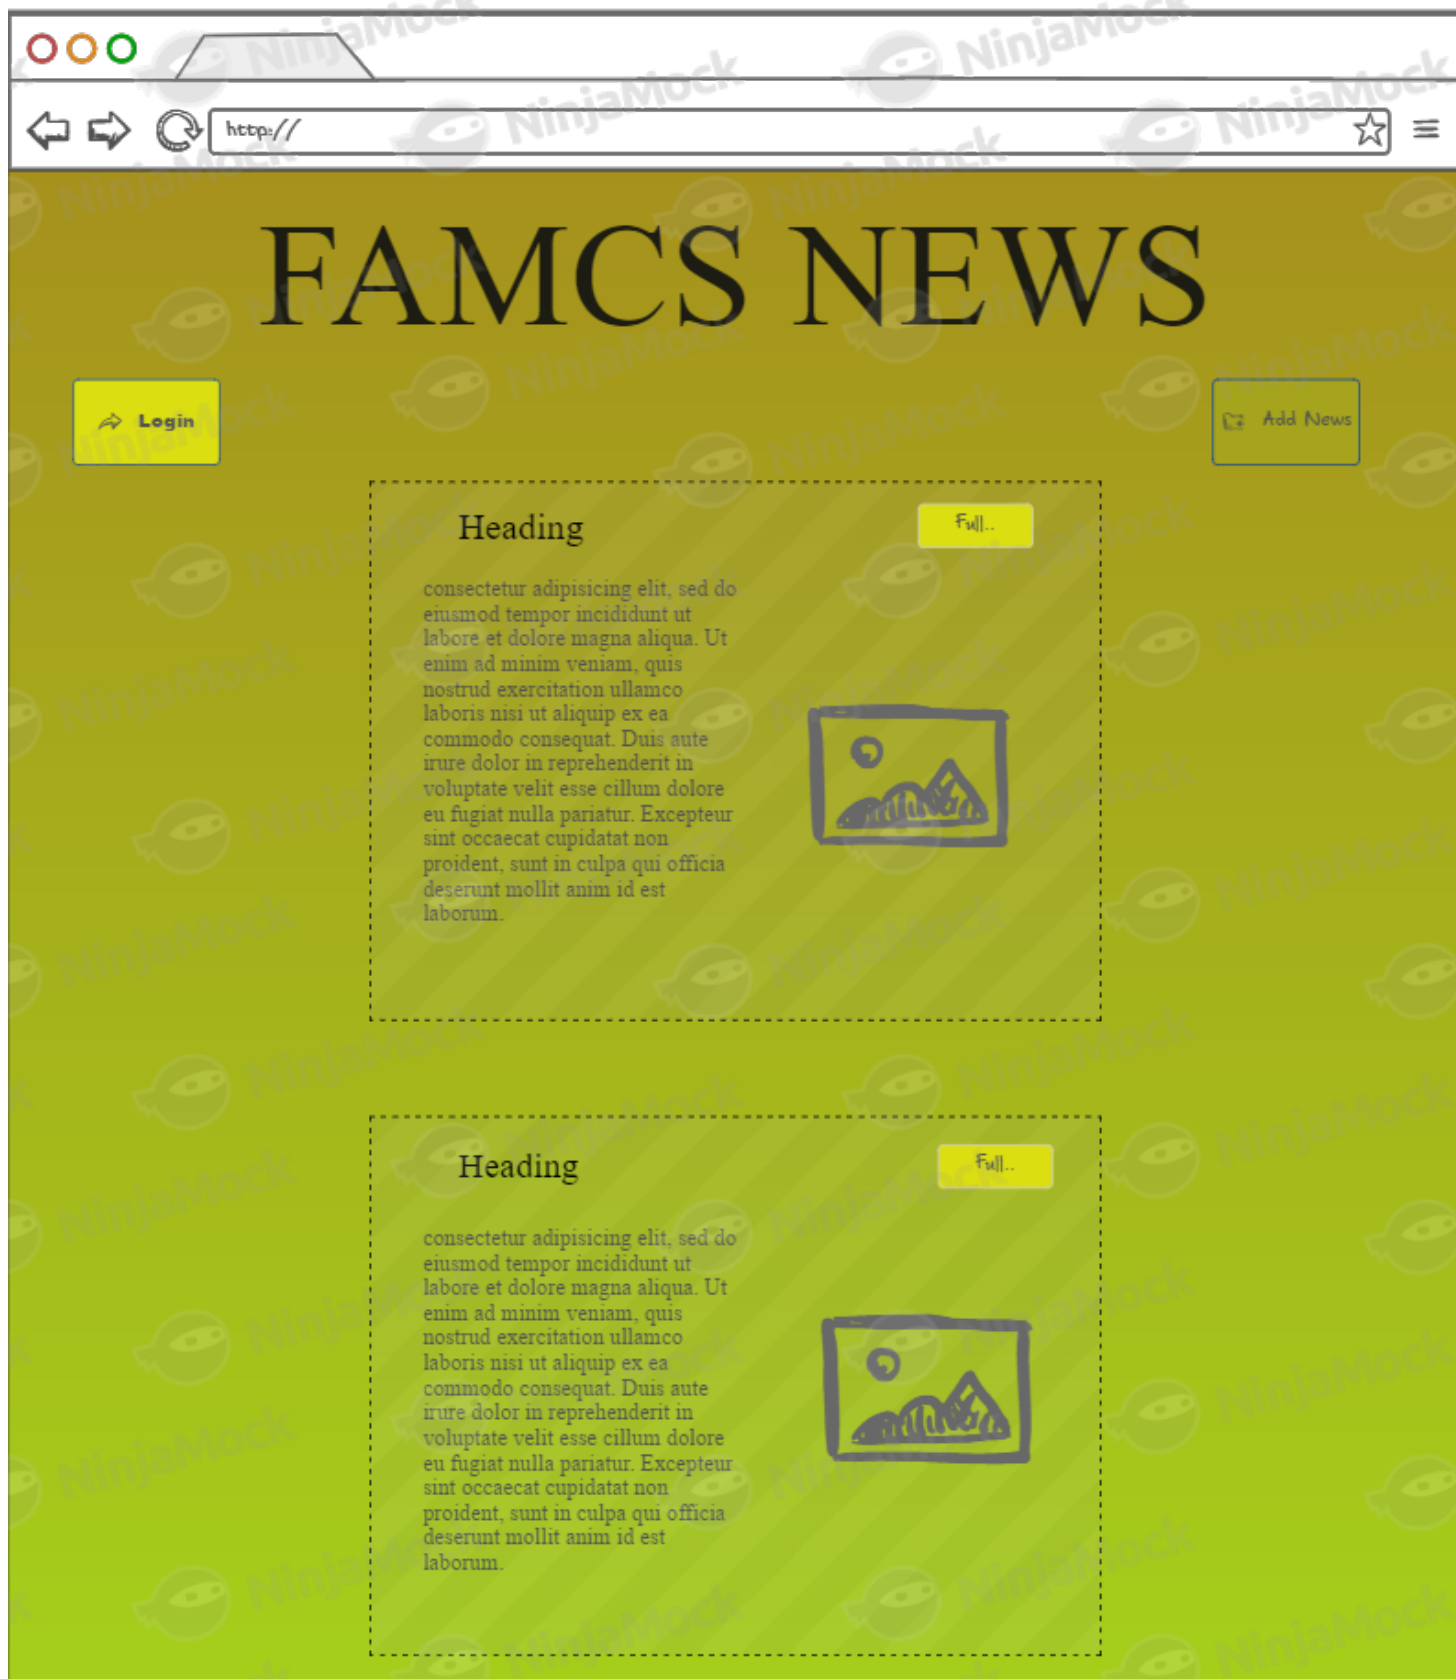 http://
FAMCS NEWS
Login
Add News
Heading
Full..
consectetur adipisicing elit, sed do
eiusmod tempor incididunt ut
labore et dolore magna aliqua. Ut
enim ad minim veniam, quis
nostrud exercitation ullamco
laboris nisi ut aliquip ex ea
commodo consequat. Duis aute
irure dolor in reprehenderit in
voluptate velit esse cillum dolore
eu fugiat nulla pariatur. Excepteur
sint occaecat cupidatat non
proident, sunt in culpa qui officia
deserunt mollit anim id est
laborum.
Heading
Full..
consectetur adipisicing elit, sed do
eiusmod tempor incididunt ut
labore et dolore magna aliqua. Ut
enim ad minim veniam, quis
nostrud exercitation ullamco
laboris nisi ut aliquip ex ea
commodo consequat. Duis aute
irure dolor in reprehenderit in
voluptate velit esse cillum dolore
eu fugiat nulla pariatur. Excepteur
sint occaecat cupidatat non
proident, sunt in culpa qui officia
deserunt mollit anim id est
laborum.
NinjaMock